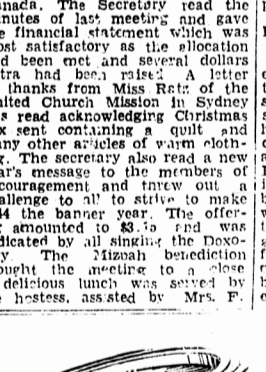 nada. The Secretary read the
nutes of last meeting and gave
e financial statement which was
ost satisfactory as the allocation
d been met and several dollars
tra had been raised A letter
thanks from Miss Ratz of the
nited Church Mission in Sydney
s read acknowledging Christmas
x sent containing a quilt and
any other articles of warm cloth-
g. The secretary also read a new
ar's message to the members of
couragement and threw out a
allenge to all to strive to make
44 the banner year. The offer-
amounted to and was
dicated by all singing the Doxo-
y. The Mizpah benediction
ought the meeting to a close
delicious lunch was served by
e hostess, assisted by Mrs. F.